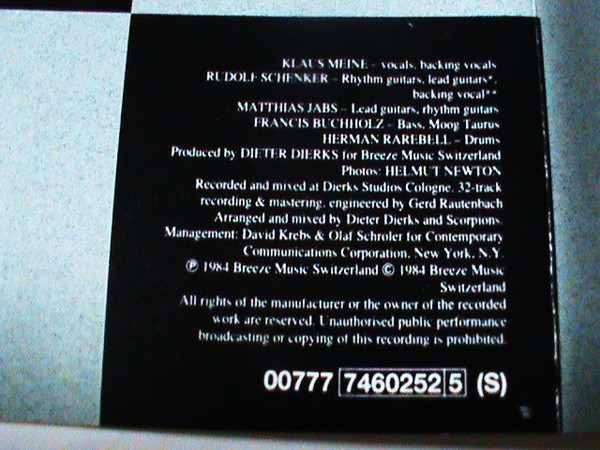 KLAUS MEINE – vocals, backing vocals
RUDOLF SCHENKER – Rhythm guitars, lead guitars*,
backing vocal**
MATTHIAS JABS – Lead guitars, rhythm guitars
FRANCIS BUCHHOLZ – Bass, Moog Taurus
HERMAN RAREBELL – Drums
Produced by DIETER DIERKS for Breeze Music Switzerland
Photos: HELMUT NEWTON
Recorded and mixed at Dierks Studios Cologne. 32-track
recording & mastering, engineered by Gerd Rautenbach
Arranged and mixed by Dieter Dierks and Scorpions.
Management: David Krebs & Olaf Schroler for Contemporary
Communications Corporation, New York, N.Y.
℗ 1984 Breeze Music Switzerland © 1984 Breeze Music
Switzerland
All rights of the manufacturer or the owner of the recorded
work are reserved. Unauthorised public performance
broadcasting or copying of this recording is prohibited.
00777 7460252 5 (S)